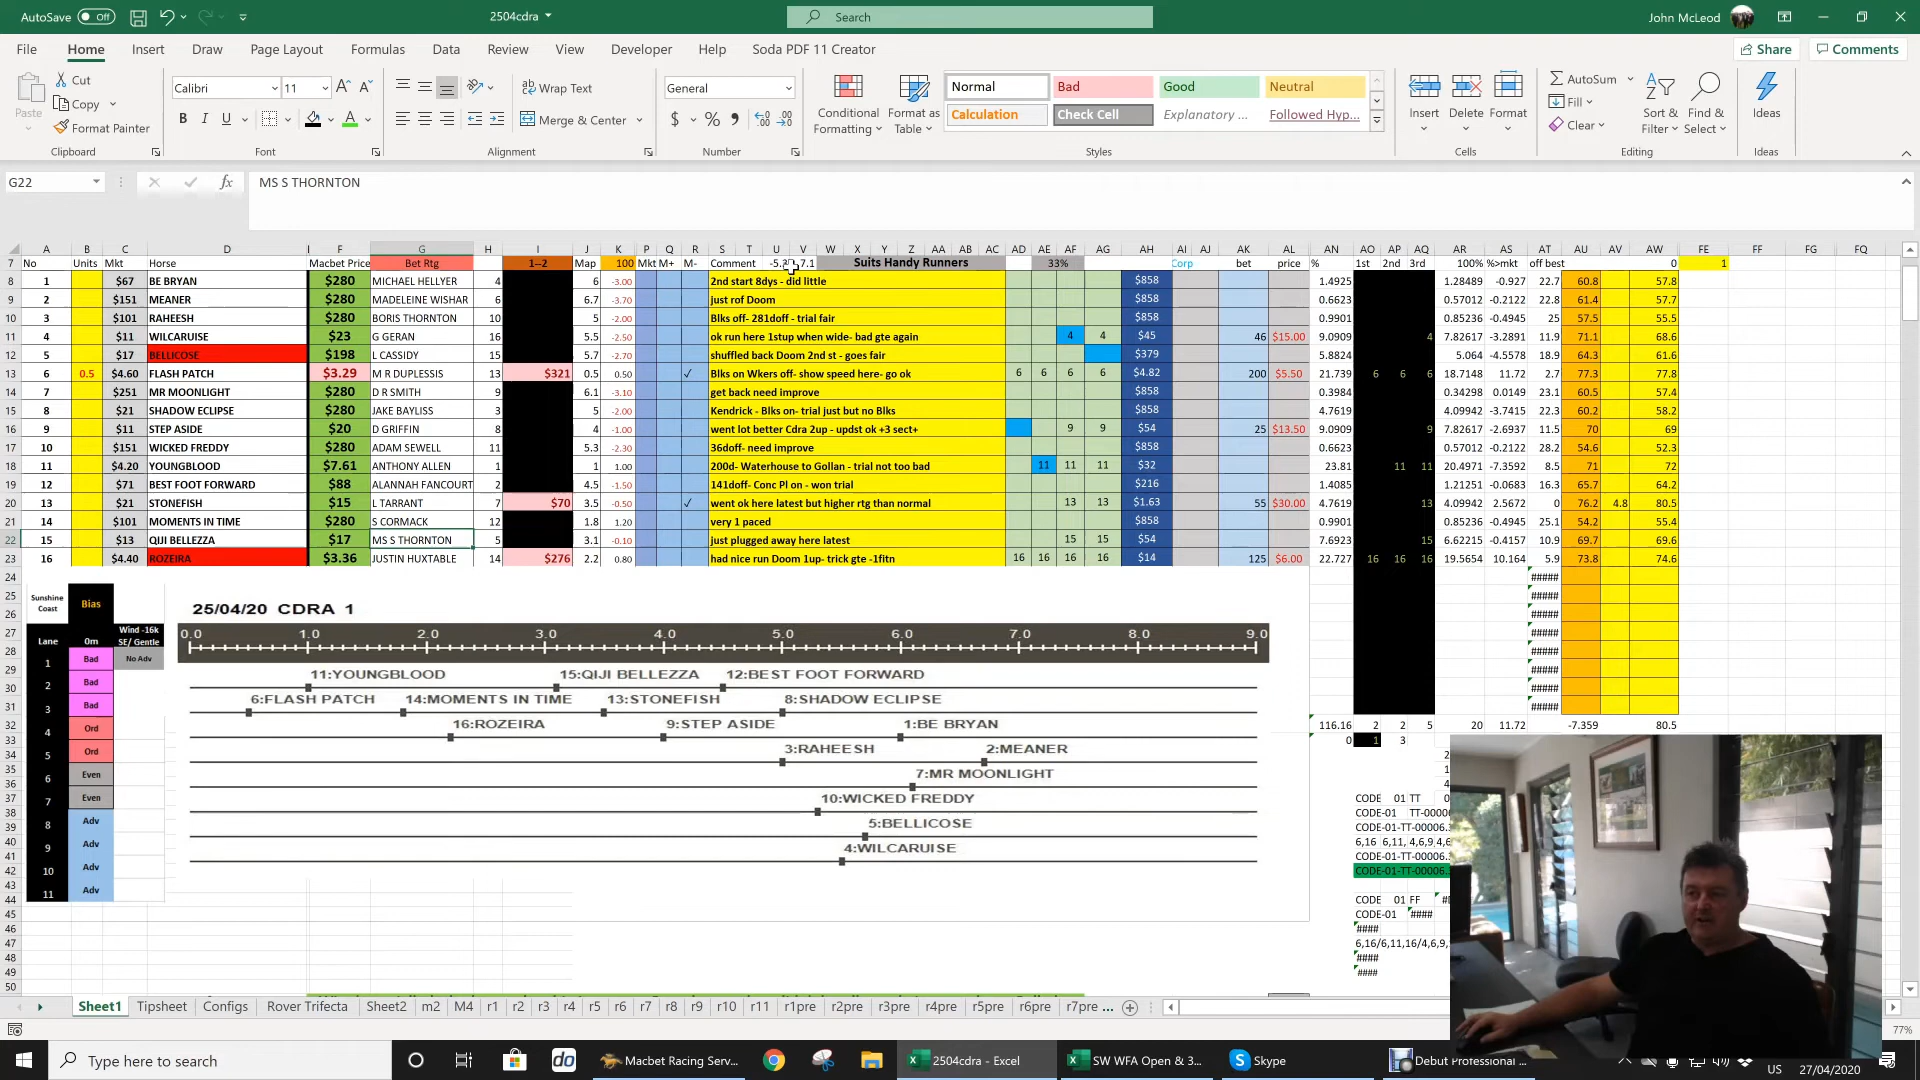 AutoSave Off 2504cdra Search John McLeod
File Home Insert Draw Page Layout Formulas Data Review View Developer Help Soda PDF 11 Creator Share Comments
Cut
Copy
Format Painter
Paste
Calibri 11
Wrap Text
Merge & Center
General
Conditional Formatting
Format as Table
Normal Bad Good Neutral
Calculation Check Cell Explanatory ... Followed Hyp...
Insert Delete Format
AutoSum
Fill
Clear
Sort & Filter
Find & Select
Ideas
Clipboard Font Alignment Number Styles Cells Editing Ideas
G22 MS S THORNTON
A B C D F G H I J K P Q R S T U V W X Y Z AA AB AC AD AE AF AG AH AI AJ AK AL AN AO AP AQ AR AS AT AU AV AW FE FF FG FQ
7 No Units Mkt Horse Macbet Price Bet Rtg 1--2 Map 100 Mkt M+ M- Comment Suits Handy Runners 33% Corp bet price % 1st 2nd 3rd 100% %>mkt off best 0 1
8 1 $67 BE BRYAN $280 MICHAEL HELLYER 4 6 -3.00 2nd start 8dys - did little $858 1.4925 1.28489 -0.927 22.7 60.8 57.8
9 2 $151 MEANER $280 MADELEINE WISHAR 6 6.7 -3.70 just rof Doom $858 0.6623 0.57012 -0.2122 22.8 61.4 57.7
10 3 $101 RAHEESH $280 BORIS THORNTON 10 5 -2.00 Blks off- 281doff - trial fair $858 0.9901 0.85236 -0.4945 25 57.5 55.5
11 4 $11 WILCARUISE $23 G GERAN 16 5.5 -2.50 ok run here 1stup when wide- bad gte again 4 4 $45 46 $15.00 9.0909 4 7.82617 -3.2891 11.9 71.1 68.6
12 5 $17 BELLICOSE $198 L CASSIDY 15 5.7 -2.70 shuffled back Doom 2nd st - goes fair $379 5.8824 5.064 -4.5578 18.9 64.3 61.6
13 6 0.5 $4.60 FLASH PATCH $3.29 M R DUPLESSIS 13 $321 0.5 0.50 ✓ Blks on Wkers off- show speed here- go ok 6 6 6 6 $4.82 200 $5.50 21.739 6 6 6 18.7148 11.72 2.7 77.3 77.8
14 7 $251 MR MOONLIGHT $280 D R SMITH 9 6.1 -3.10 get back need improve $858 0.3984 0.34298 0.0149 23.1 60.5 57.4
15 8 $21 SHADOW ECLIPSE $280 JAKE BAYLISS 3 5 -2.00 Kendrick - Blks on- trial just but no Blks $858 4.7619 4.09942 -3.7415 22.3 60.2 58.2
16 9 $11 STEP ASIDE $20 D GRIFFIN 8 4 -1.00 went lot better Cdra 2up - updst ok +3 sect+ 9 9 $54 25 $13.50 9.0909 9 7.82617 -2.6937 11.5 70 69
17 10 $151 WICKED FREDDY $280 ADAM SEWELL 11 5.3 -2.30 36doff- need improve $858 0.6623 0.57012 -0.2122 28.2 54.6 52.3
18 11 $4.20 YOUNGBLOOD $7.61 ANTHONY ALLEN 1 1 1.00 200d- Waterhouse to Gollan - trial not too bad 11 11 11 $32 23.81 11 11 20.4971 -7.3592 8.5 71 72
19 12 $71 BEST FOOT FORWARD $88 ALANNAH FANCOURT 2 4.5 -1.50 141doff- Conc Pl on - won trial $216 1.4085 1.21251 -0.0683 16.3 65.7 64.2
20 13 $21 STONEFISH $15 L TARRANT 7 $70 3.5 -0.50 ✓ went ok here latest but higher rtg than normal 13 13 $1.63 55 $30.00 4.7619 13 4.09942 2.5672 0 76.2 4.8 80.5
21 14 $101 MOMENTS IN TIME $280 S CORMACK 12 1.8 1.20 very 1 paced $858 0.9901 0.85236 -0.4945 25.1 54.2 55.4
22 15 $13 QIJI BELLEZZA $17 MS S THORNTON 5 3.1 -0.10 just plugged away here latest 15 15 $54 7.6923 15 6.62215 -0.4157 10.9 69.7 69.6
23 16 $4.40 ROZEIRA $3.36 JUSTIN HUXTABLE 14 $276 2.2 0.80 had nice run Doom 1up- trick gte -1fitn 16 16 16 16 $14 125 $6.00 22.727 16 16 16 19.5654 10.164 5.9 73.8 74.6
Sunshine Coast Bias
Lane 0m Wind -16k SE/ Gentle
1 Bad No Adv
2 Bad
3 Bad
4 Ord
5 Ord
6 Even
7 Even
8 Adv
9 Adv
10 Adv
11 Adv
25/04/20 CDRA 1
0.0 1.0 2.0 3.0 4.0 5.0 6.0 7.0 8.0 9.0
11:YOUNGBLOOD 15:QIJI BELLEZZA 12:BEST FOOT FORWARD
6:FLASH PATCH 14:MOMENTS IN TIME 13:STONEFISH 8:SHADOW ECLIPSE
16:ROZEIRA 9:STEP ASIDE 1:BE BRYAN
3:RAHEESH 2:MEANER
7:MR MOONLIGHT
10:WICKED FREDDY
5:BELLICOSE
4:WILCARUISE
116.16 2 2 5 20 11.72 -7.359 80.5
0 1 3
CODE 01 TT
CODE-01 TT-00006.
CODE-01-TT-00006.3
6,16 6,11, 4,6,9 4,6
CODE-01-TT-00006.3
CODE-01-TT-00006.3
CODE 01 FF
CODE-01 ####
####
6,16/6,11,16/4,6,9,
####
####
Sheet1 Tipsheet Configs Rover Trifecta Sheet2 m2 M4 r1 r2 r3 r4 r5 r6 r7 r8 r9 r10 r11 r1pre r2pre r3pre r4pre r5pre r6pre r7pre ...
77%
Type here to search
do
Macbet Racing Serv...
2504cdra - Excel
SW WFA Open & 3...
Skype
Debut Professional ...
US 27/04/2020